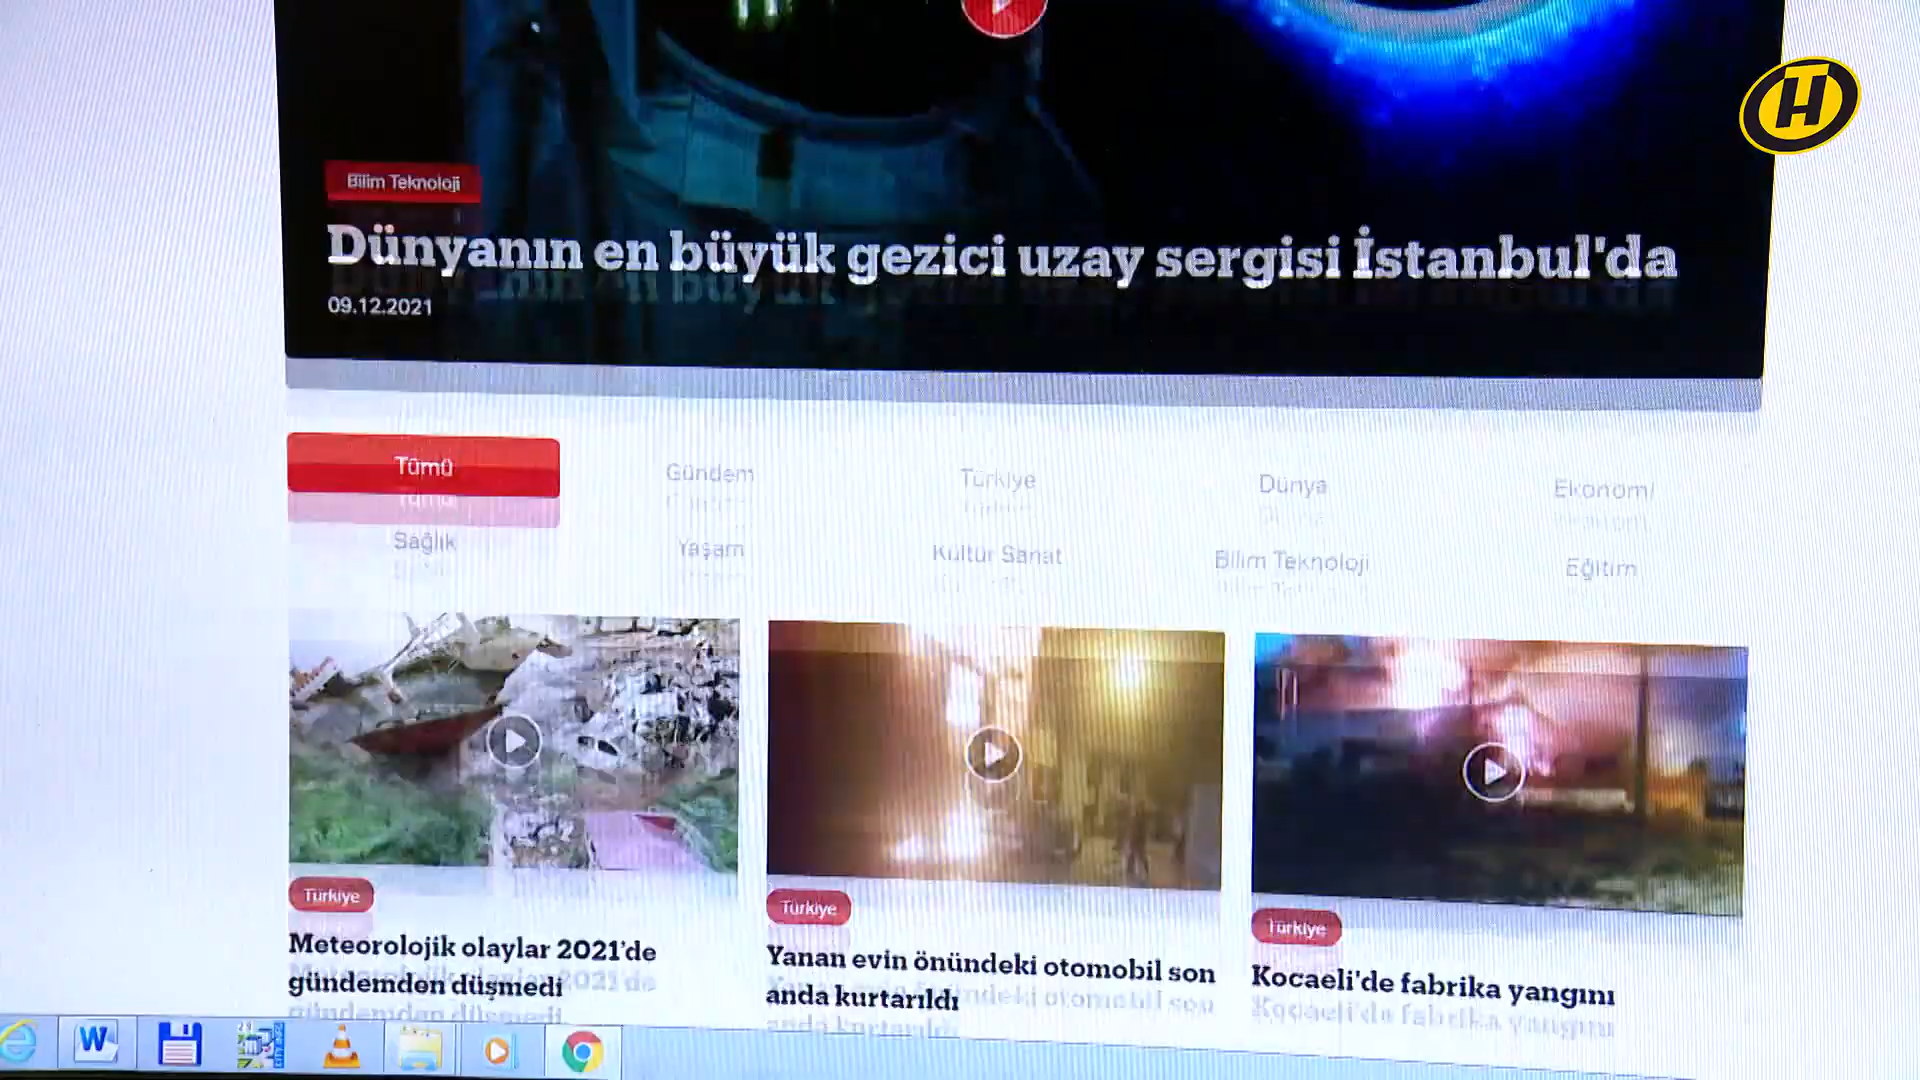 Bilim Teknoloji
Dünyanın en büyük gezici uzay sergisi İstanbul'da
09.12.2021
Tümü
Gündem
Türkiye
Dünya
Ekonomi
Sağlık
Yaşam
Kültür Sanat
Bilim Teknoloji
Eğitim
Türkiye
Meteorolojik olaylar 2021'de
gündemden düşmedi
Türkiye
Yanan evin önündeki otomobil son
anda kurtarıldı
Türkiye
Kocaeli'de fabrika yangını